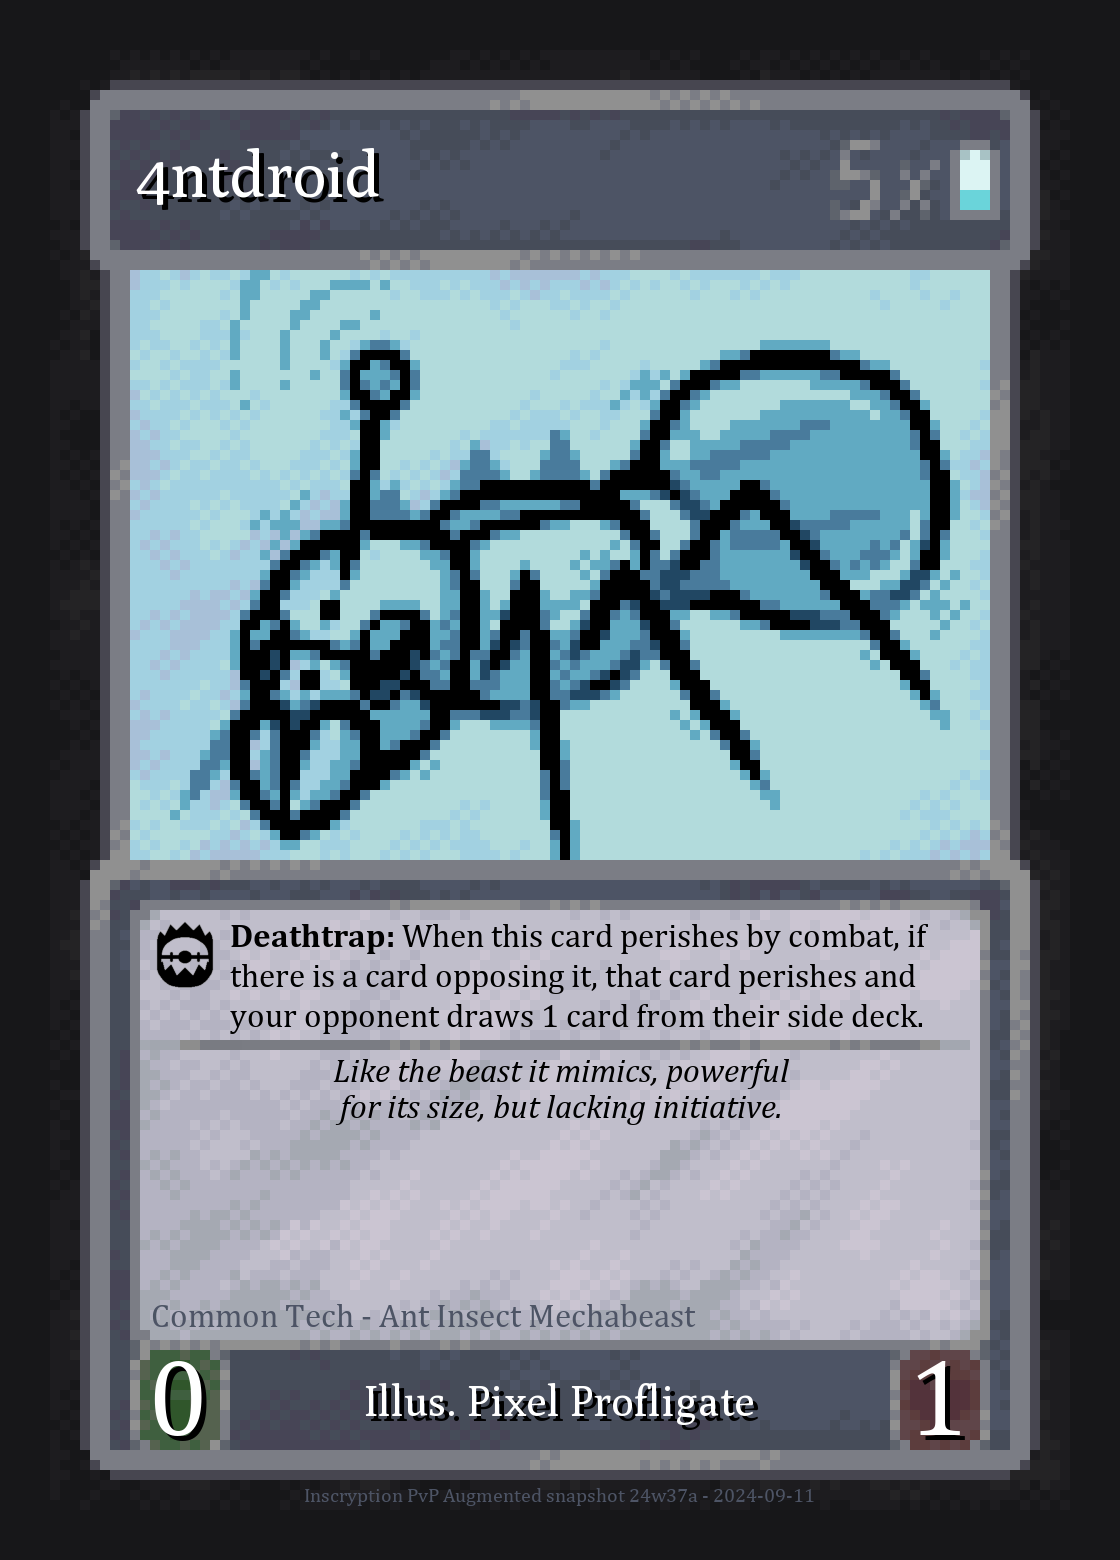 4ntdroid
5x
Deathtrap: When this card perishes by combat, if
there is a card opposing it, that card perishes and
your opponent draws 1 card from their side deck.
Like the beast it mimics, powerful
for its size, but lacking initiative.
Common Tech - Ant Insect Mechabeast
0
Illus. Pixel Profligate
1
Inscryption PvP Augmented snapshot 24w37a - 2024-09-11